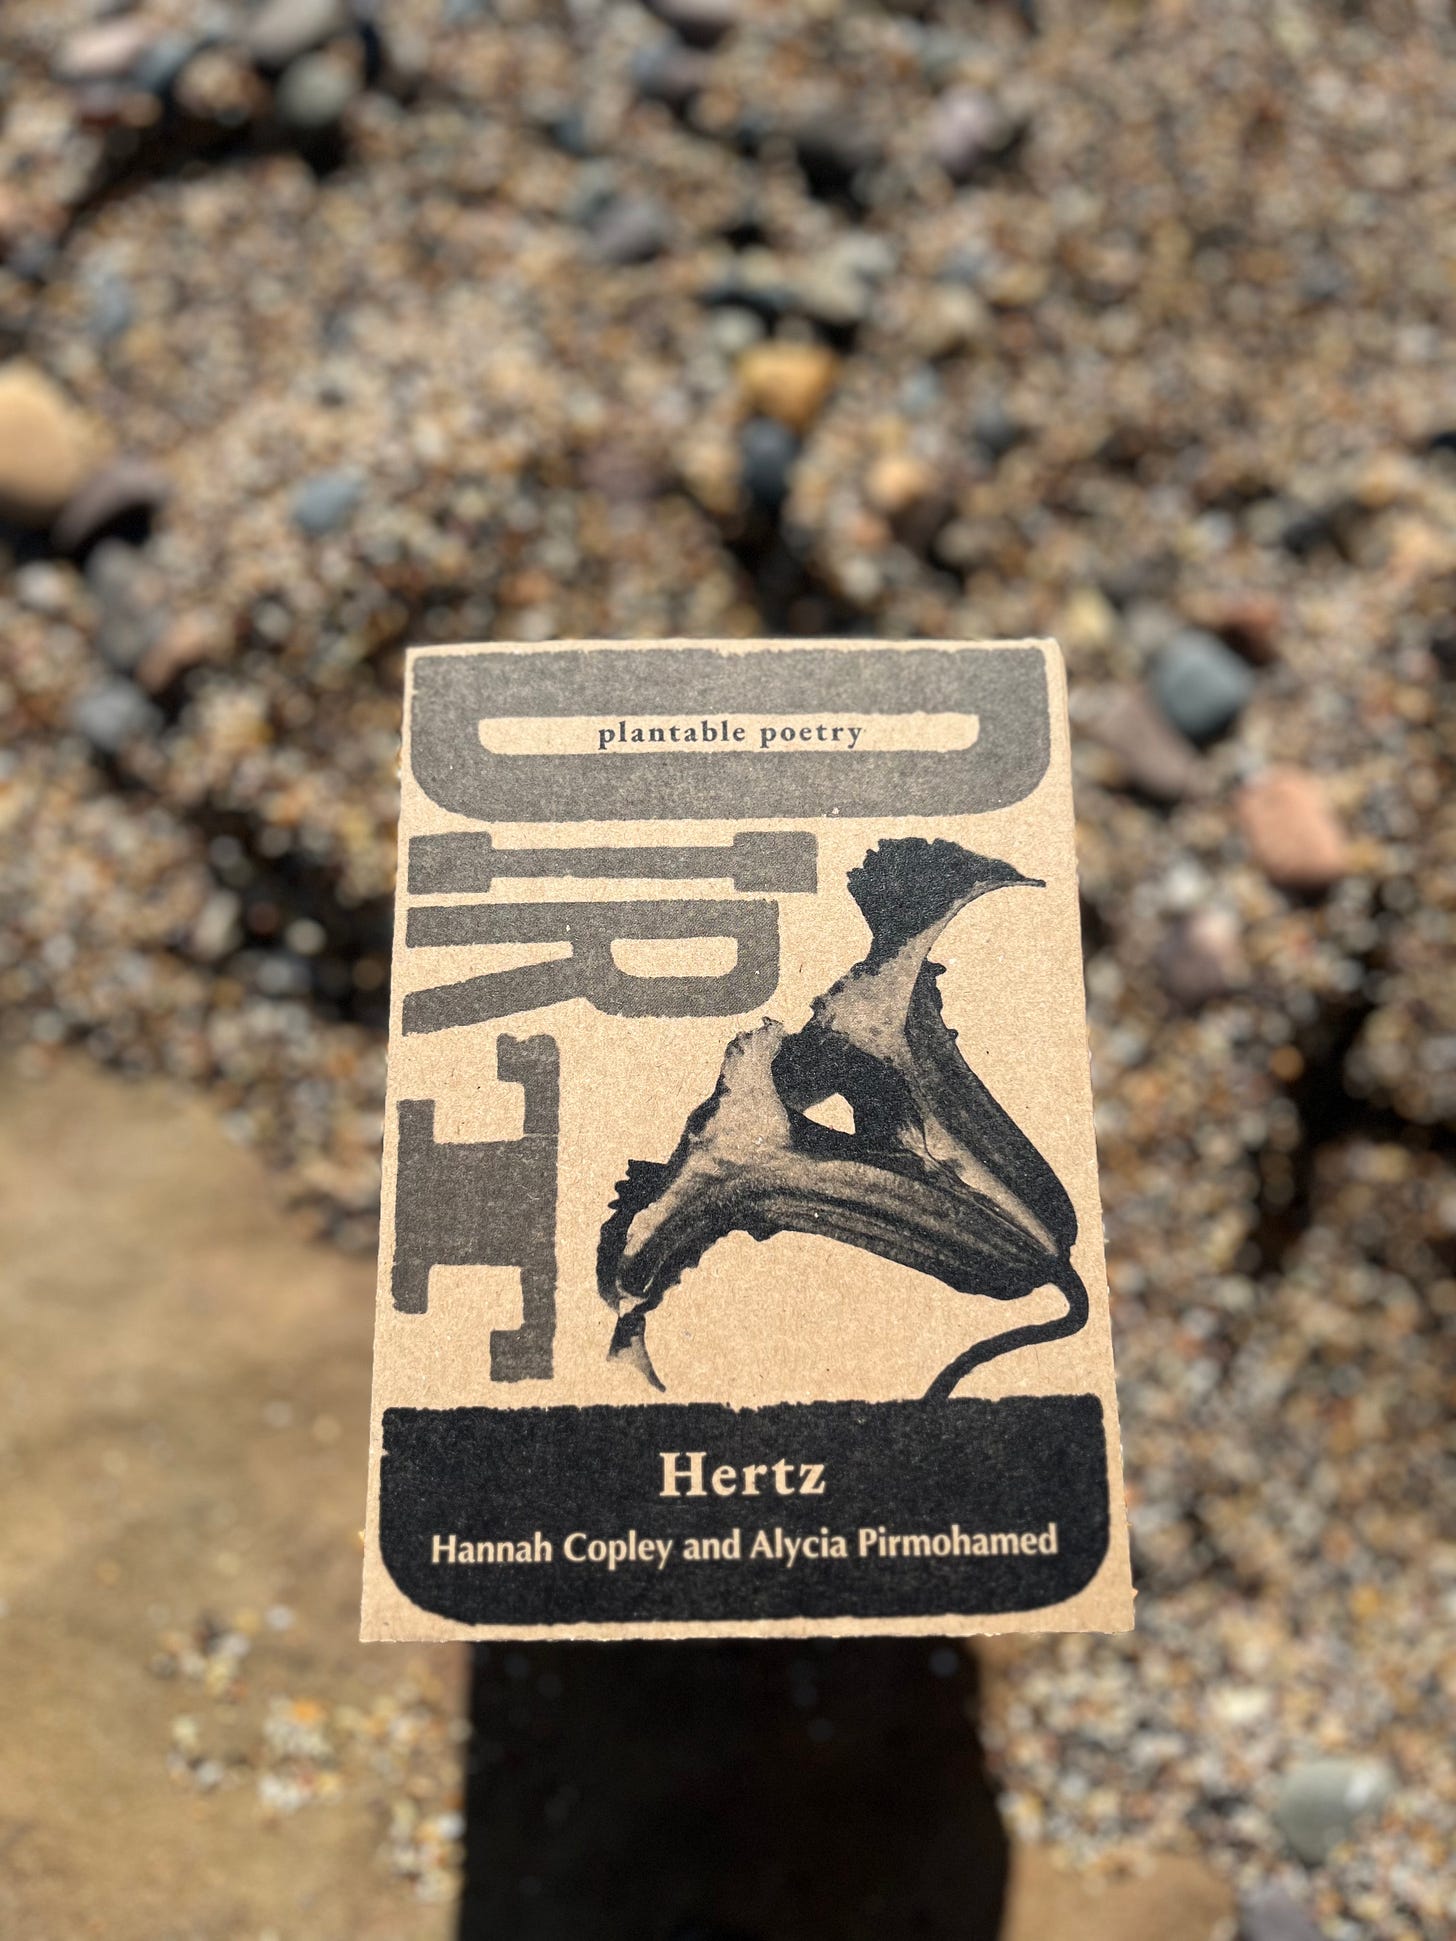 plantable poetry
DIRT
Hertz
Hannah Copley and Alycia Pirmohamed